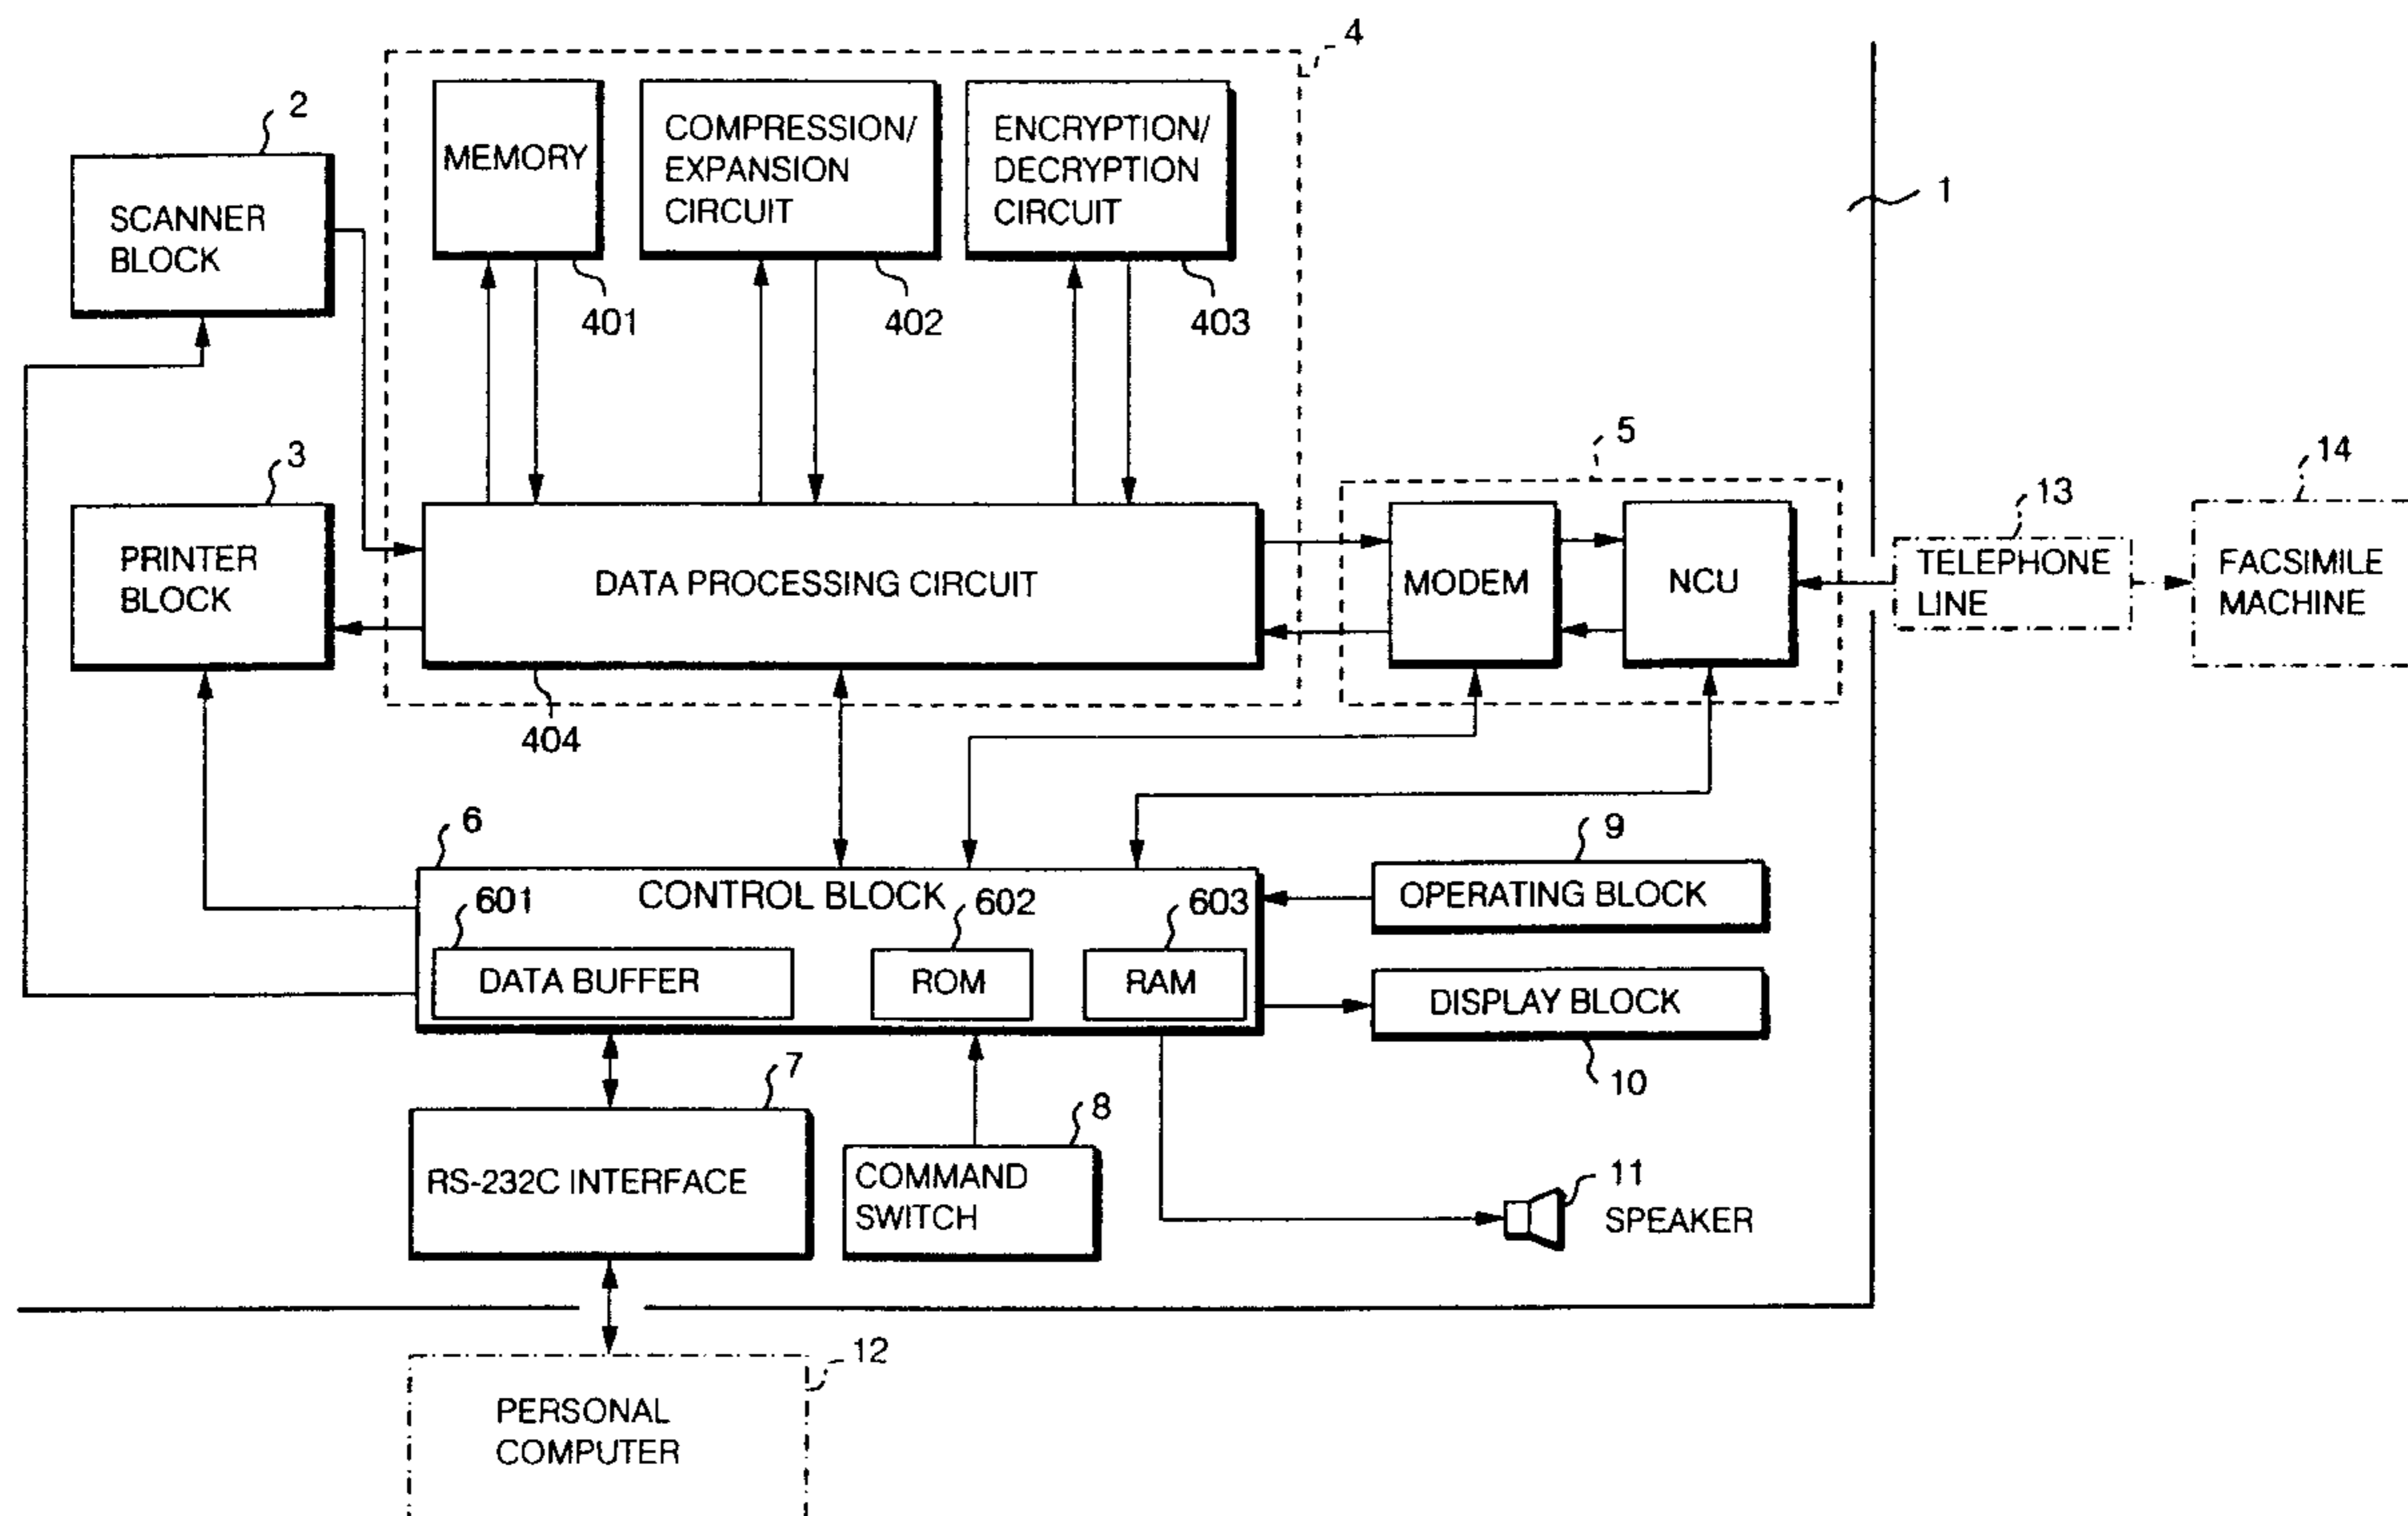 4
2
MEMORY
COMPRESSION/
EXPANSION
CIRCUIT
ENCRYPTION/
DECRYPTION
CIRCUIT
1
SCANNER
BLOCK
401
402
403
5
3
14
13
PRINTER
BLOCK
DATA PROCESSING CIRCUIT
MODEM
NCU
TELEPHONE
LINE
FACSIMILE
MACHINE
404
6
9
601
CONTROL BLOCK
602
603
OPERATING BLOCK
DATA BUFFER
ROM
RAM
DISPLAY BLOCK
7
10
8
RS-232C INTERFACE
COMMAND
SWITCH
11
SPEAKER
12
PERSONAL
COMPUTER